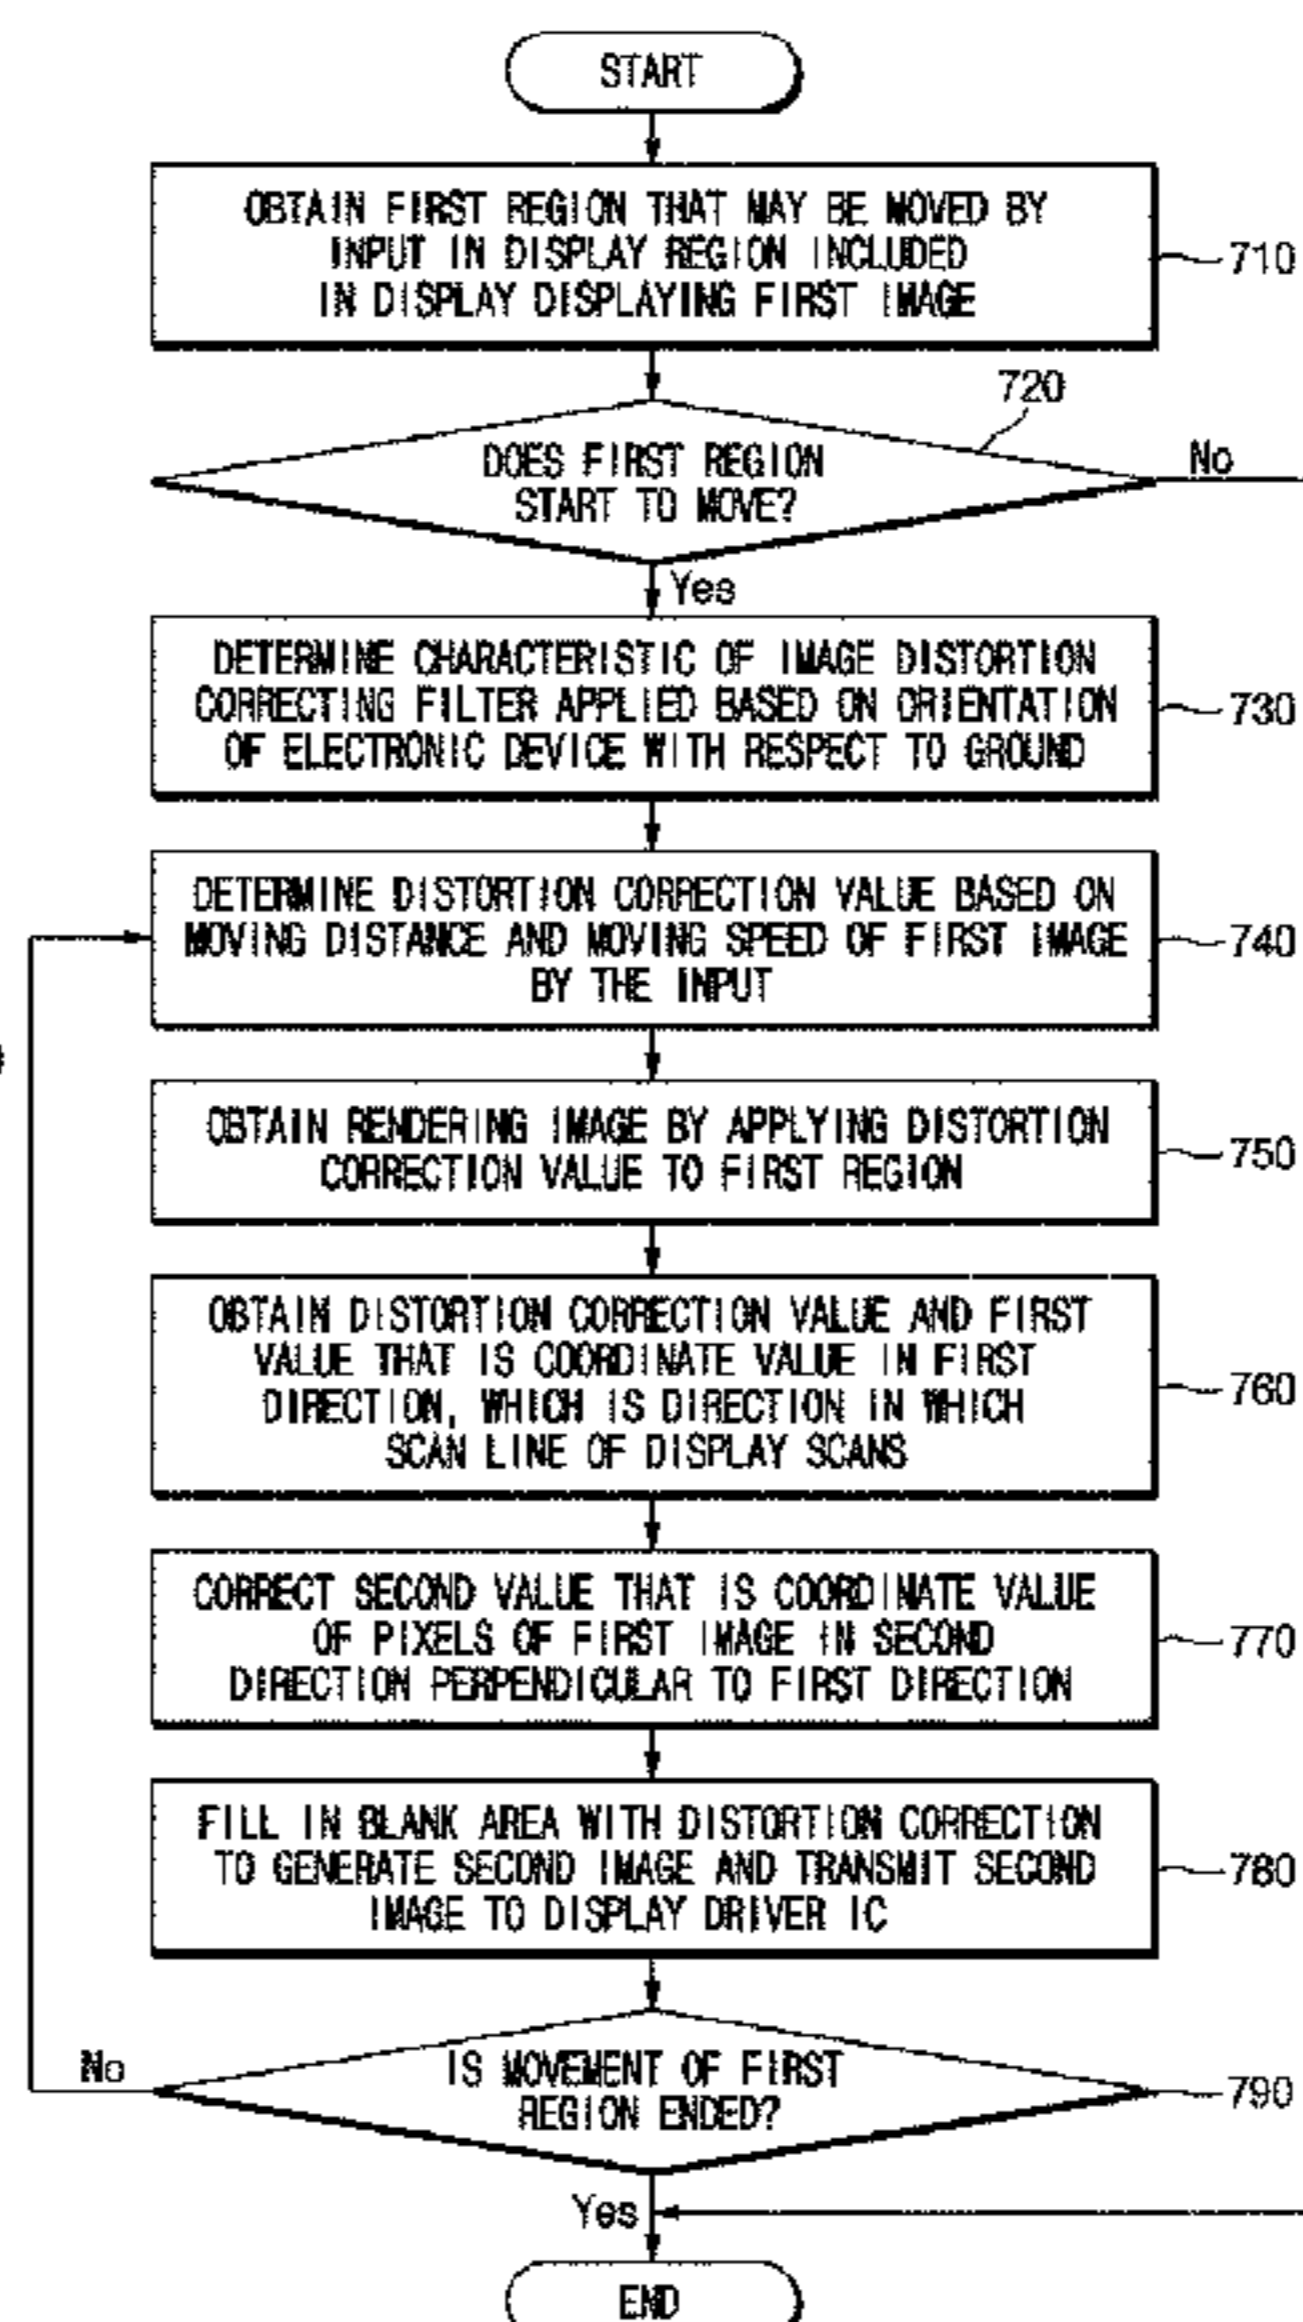 START
OBTAIN FIRST REGION THAT MAY BE MOVED BY
INPUT IN DISPLAY REGION INCLUDED
IN DISPLAY DISPLAYING FIRST IMAGE
710
720
DOES FIRST REGION
START TO MOVE?
No
Yes
DETERMINE CHARACTERISTIC OF IMAGE DISTORTION
CORRECTING FILTER APPLIED BASED ON ORIENTATION
OF ELECTRONIC DEVICE WITH RESPECT TO GROUND
730
DETERMINE DISTORTION CORRECTION VALUE BASED ON
MOVING DISTANCE AND MOVING SPEED OF FIRST IMAGE
BY THE INPUT
740
OBTAIN RENDERING IMAGE BY APPLYING DISTORTION
CORRECTION VALUE TO FIRST REGION
750
OBTAIN DISTORTION CORRECTION VALUE AND FIRST
VALUE THAT IS COORDINATE VALUE IN FIRST
DIRECTION, WHICH IS DIRECTION IN WHICH
SCAN LINE OF DISPLAY SCANS
760
CORRECT SECOND VALUE THAT IS COORDINATE VALUE
OF PIXELS OF FIRST IMAGE IN SECOND
DIRECTION PERPENDICULAR TO FIRST DIRECTION
770
FILL IN BLANK AREA WITH DISTORTION CORRECTION
TO GENERATE SECOND IMAGE AND TRANSMIT SECOND
IMAGE TO DISPLAY DRIVER IC
780
No
IS MOVEMENT OF FIRST
REGION ENDED?
790
Yes
END